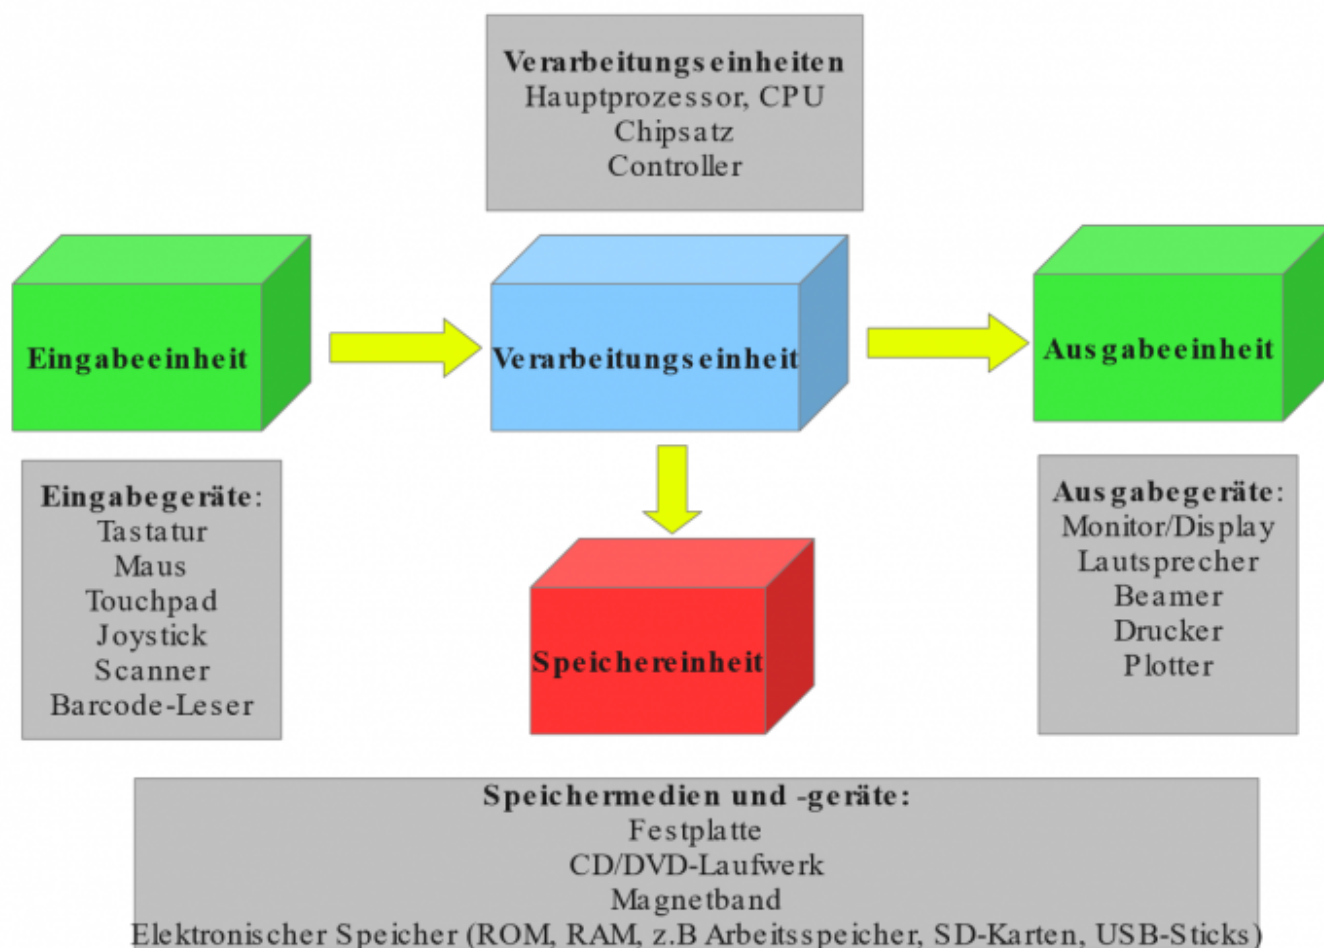 Verarbeitungseinheiten
Hauptprozessor, CPU
Chipsatz
Controller
Eingabeeinheit
Verarbeitungseinheit
Ausgabeeinheit
Eingabegeräte:
Tastatur
Maus
Touchpad
Joystick
Scanner
Barcode-Leser
Speichereinheit
Ausgabegeräte:
Monitor/Display
Lautsprecher
Beamer
Drucker
Plotter
Speichermedien und -geräte:
Festplatte
CD/DVD-Laufwerk
Magnetband
Elektronischer Speicher (ROM, RAM, z.B Arbeitsspeicher, SD-Karten, USB-Sticks)